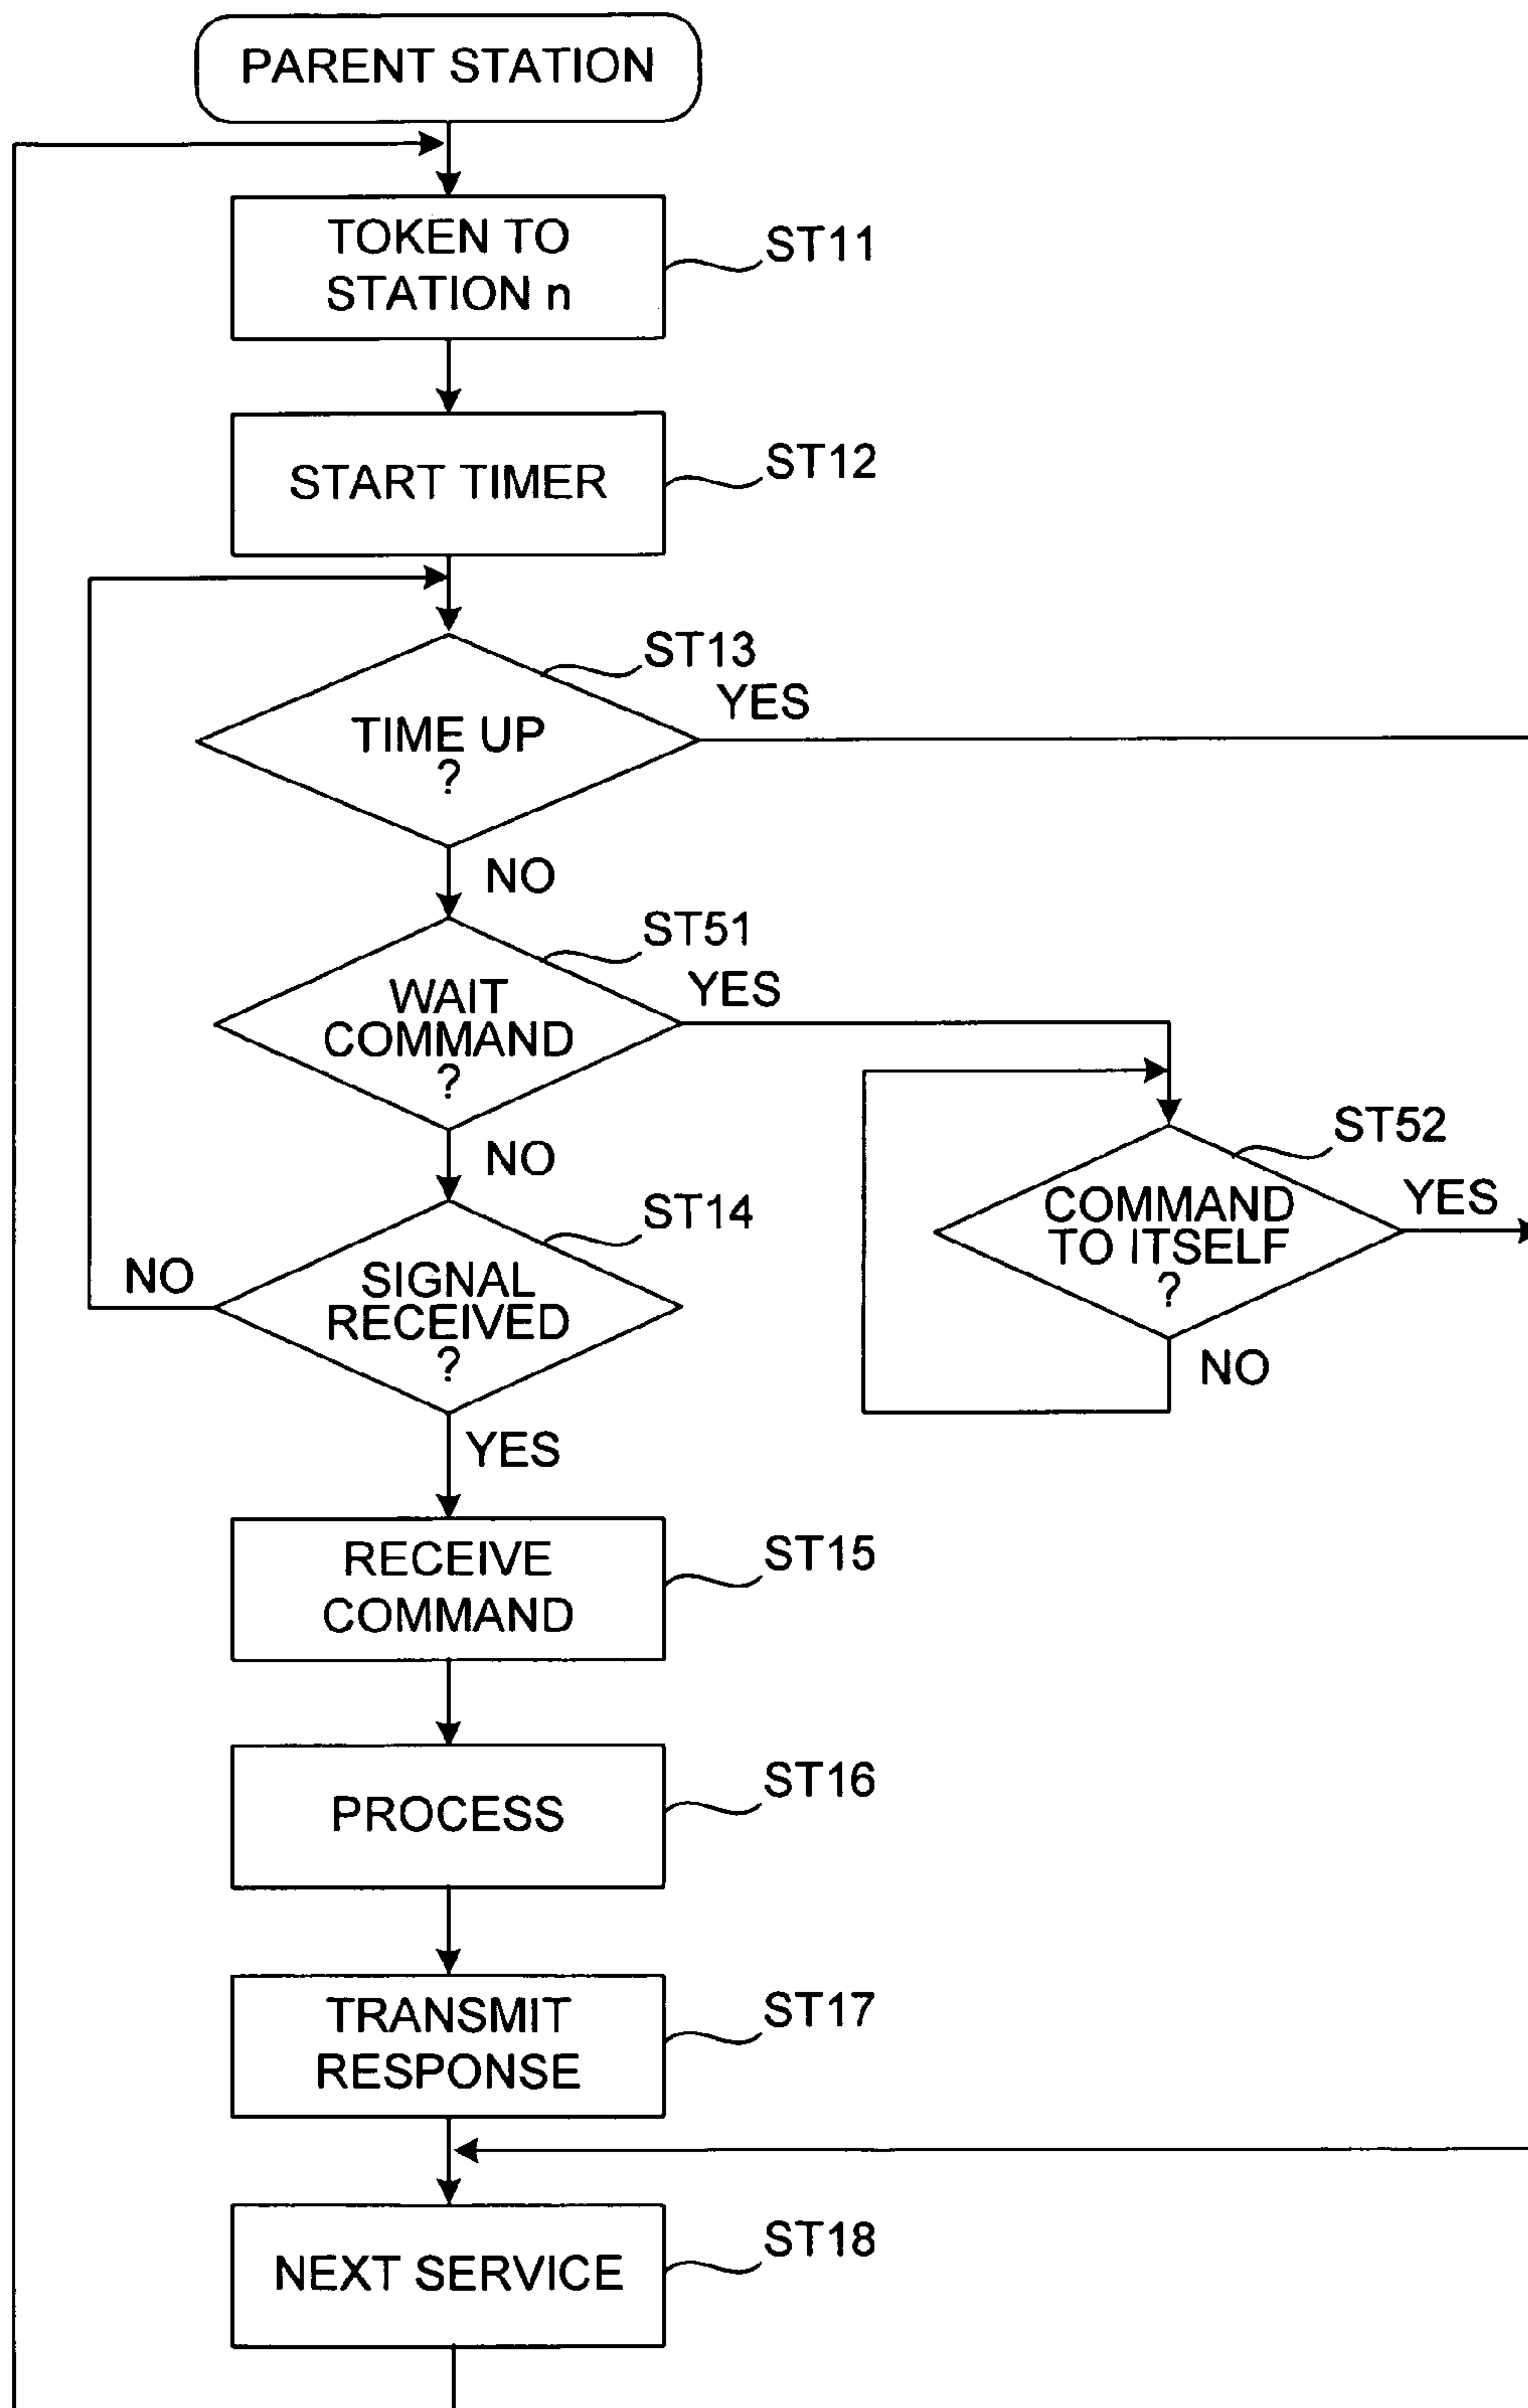 PARENT STATION
TOKEN TO
STATION n
ST11
START TIMER
ST12
ST13
TIME UP
?
YES
NO
ST51
WAIT
COMMAND
?
YES
NO
ST52
COMMAND
TO ITSELF
?
YES
NO
ST14
SIGNAL
RECEIVED
?
NO
YES
RECEIVE
COMMAND
ST15
PROCESS
ST16
TRANSMIT
RESPONSE
ST17
NEXT SERVICE
ST18